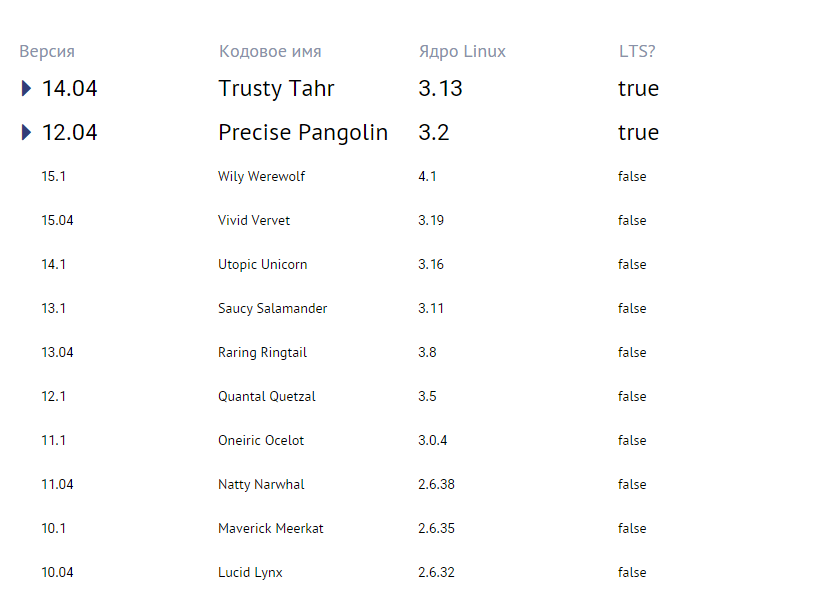 Версия Кодовое имя Ядро Linux LTS?
14.04 Trusty Tahr 3.13 true
12.04 Precise Pangolin 3.2 true
15.1 Wily Werewolf 4.1 false
15.04 Vivid Vervet 3.19 false
14.1 Utopic Unicorn 3.16 false
13.1 Saucy Salamander 3.11 false
13.04 Raring Ringtail 3.8 false
12.1 Quantal Quetzal 3.5 false
11.1 Oneiric Ocelot 3.0.4 false
11.04 Natty Narwhal 2.6.38 false
10.1 Maverick Meerkat 2.6.35 false
10.04 Lucid Lynx 2.6.32 false